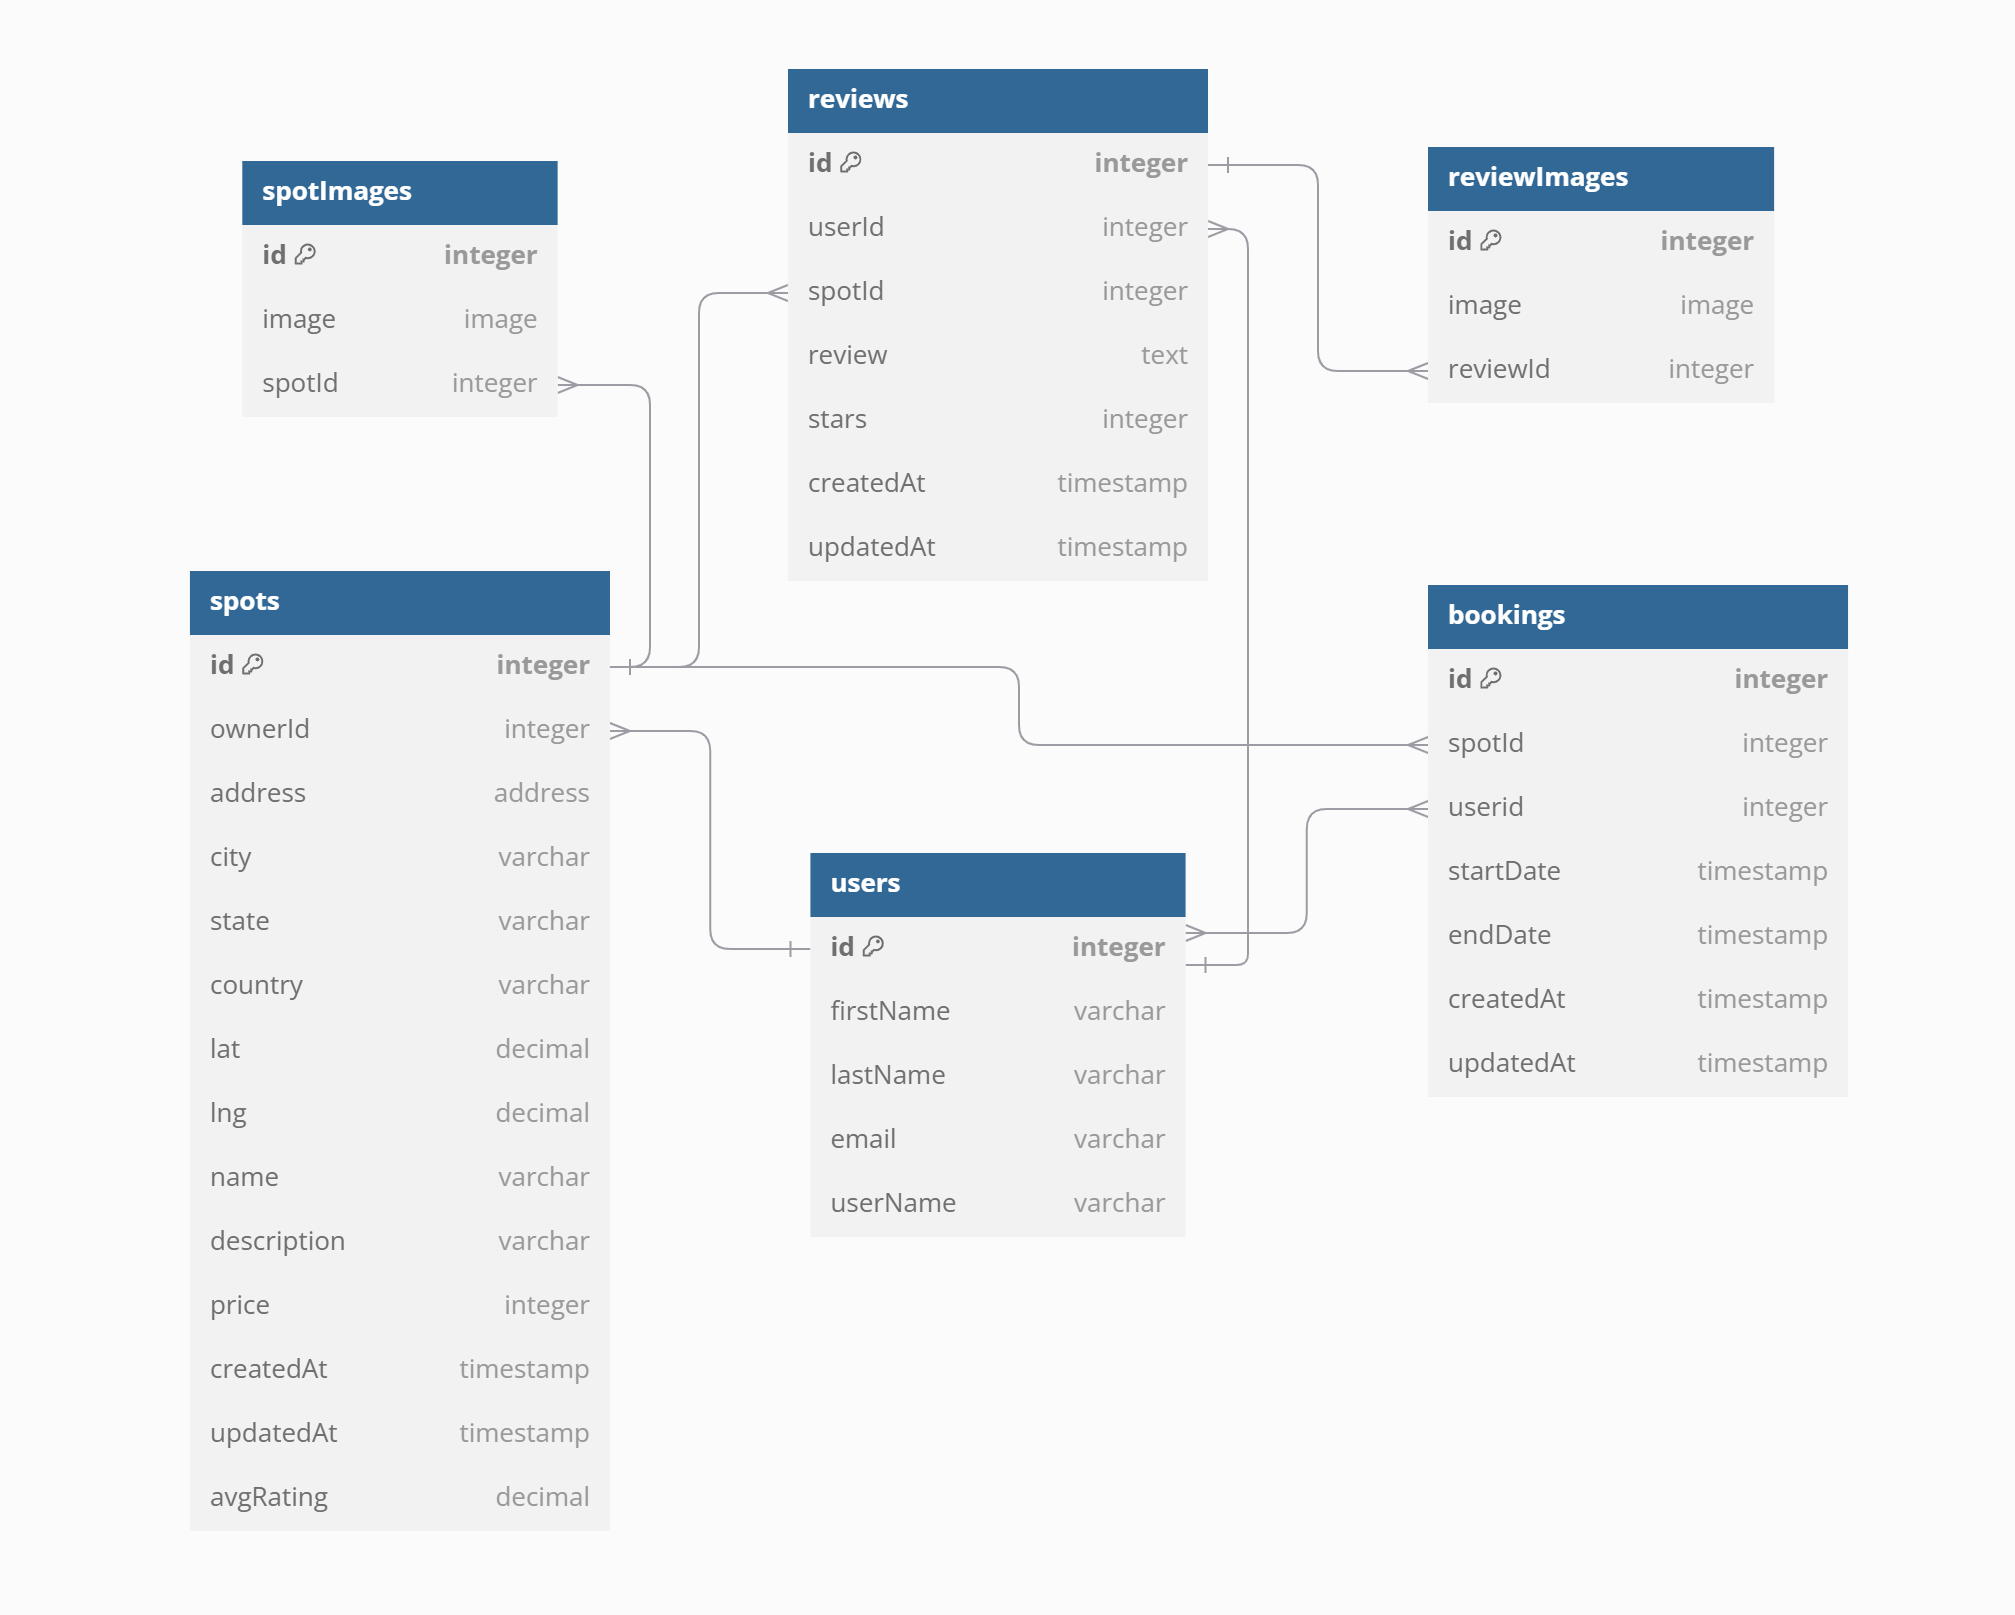 reviews
id integer
userId integer
spotId integer
review text
stars integer
createdAt timestamp
updatedAt timestamp
spotImages
id integer
image image
spotId integer
reviewImages
id integer
image image
reviewId integer
spots
id integer
ownerId integer
address address
city varchar
state varchar
country varchar
lat decimal
lng decimal
name varchar
description varchar
price integer
createdAt timestamp
updatedAt timestamp
avgRating decimal
users
id integer
firstName varchar
lastName varchar
email varchar
userName varchar
bookings
id integer
spotId integer
userid integer
startDate timestamp
endDate timestamp
createdAt timestamp
updatedAt timestamp